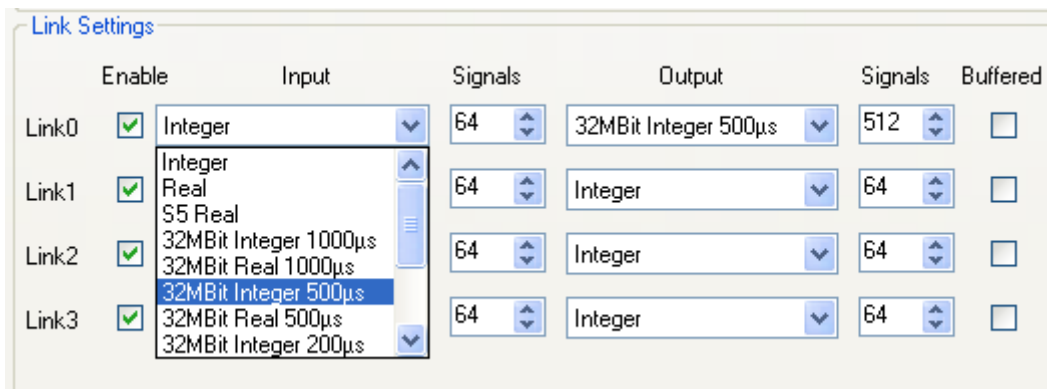 Link Settings
Enable Input Signals Output Signals Buffered
Link0 Integer 64 32MBit Integer 500µs 512
Integer
Real
S5 Real
32MBit Integer 1000µs
32MBit Real 1000µs
32MBit Integer 500µs
32MBit Real 500µs
32MBit Integer 200µs
Link1 64 Integer 64
Link2 64 Integer 64
Link3 64 Integer 64